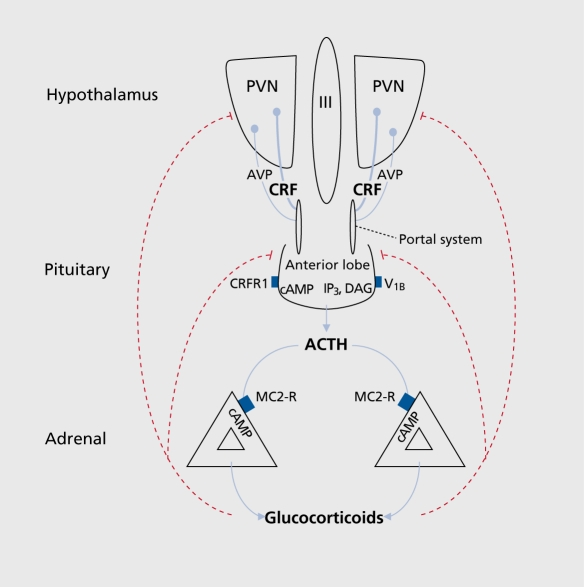 Hypothalamus
PVN
III
PVN
AVP
CRF
CRF
AVP
Portal system
Pituitary
Anterior lobe
CRFR1
cAMP
IP₃, DAG
V₁B
ACTH
MC2-R
MC2-R
cAMP
cAMP
Adrenal
Glucocorticoids